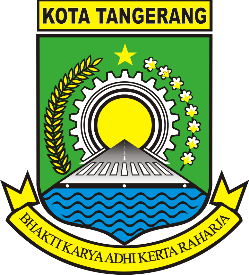 KOTA TANGERANG
BHAKTI KARYA ADHI KERTA RAHARJA